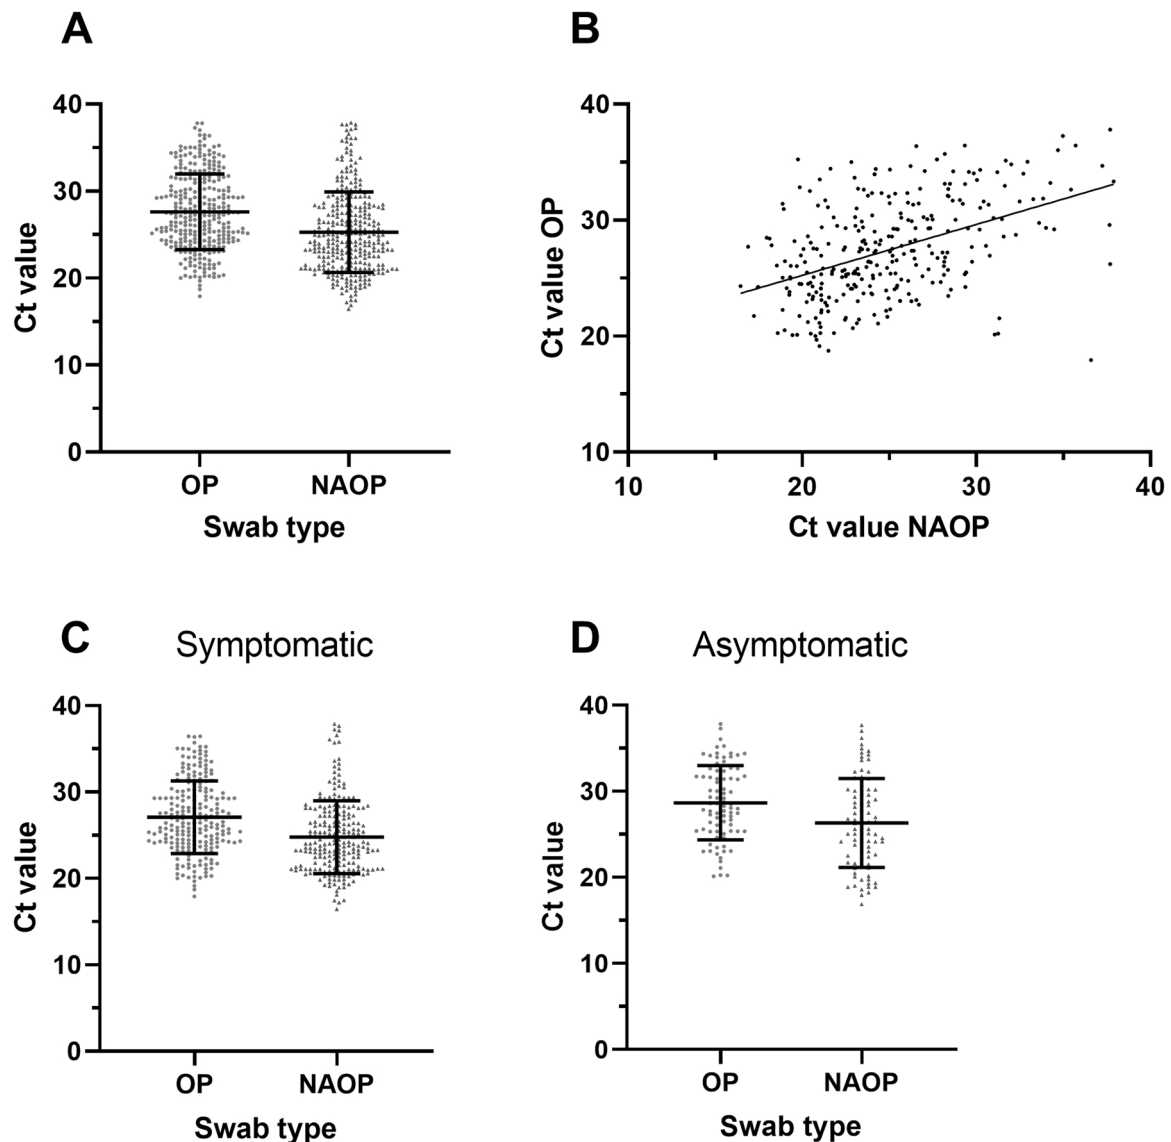 A
B
40
30
20
10
0
Ct value
OP
NAOP
Swab type
40
30
20
10
Ct value OP
10
20
30
40
Ct value NAOP
C
Symptomatic
40
30
20
10
0
Ct value
OP
NAOP
Swab type
D
Asymptomatic
40
30
20
10
0
Ct value
OP
NAOP
Swab type